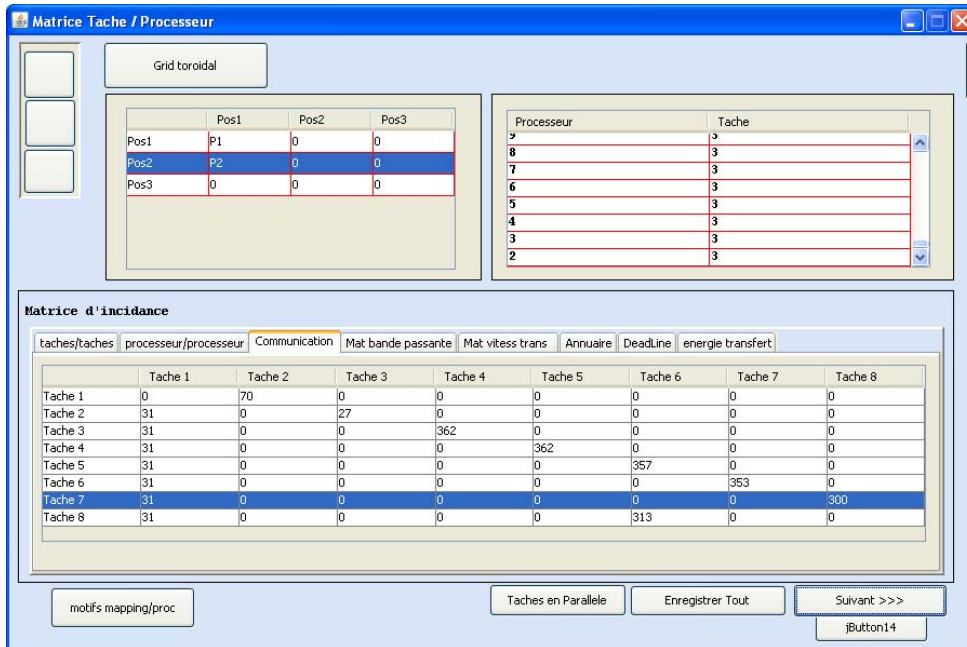 Matrice Tache / Processeur
Grid toroidal
Pos1 Pos2 Pos3
Pos1 P1 0 0
Pos2 P2 0 0
Pos3 0 0 0
Processeur Tache
9 3
8 3
7 3
6 3
5 3
4 3
3 3
2 3
Matrice d'incidance
taches/taches processeur/processeur Communication Mat bande passante Mat vitess trans Annuaire DeadLine energie transfert
Tache 1 Tache 2 Tache 3 Tache 4 Tache 5 Tache 6 Tache 7 Tache 8
Tache 1 0 70 0 0 0 0 0 0
Tache 2 31 0 27 0 0 0 0 0
Tache 3 31 0 0 362 0 0 0 0
Tache 4 31 0 0 0 362 0 0 0
Tache 5 31 0 0 0 0 357 0 0
Tache 6 31 0 0 0 0 0 353 0
Tache 7 31 0 0 0 0 0 0 300
Tache 8 31 0 0 0 0 313 0 0
motifs mapping/proc
Taches en Parallele
Enregistrer Tout
Suivant >>>
jButton14